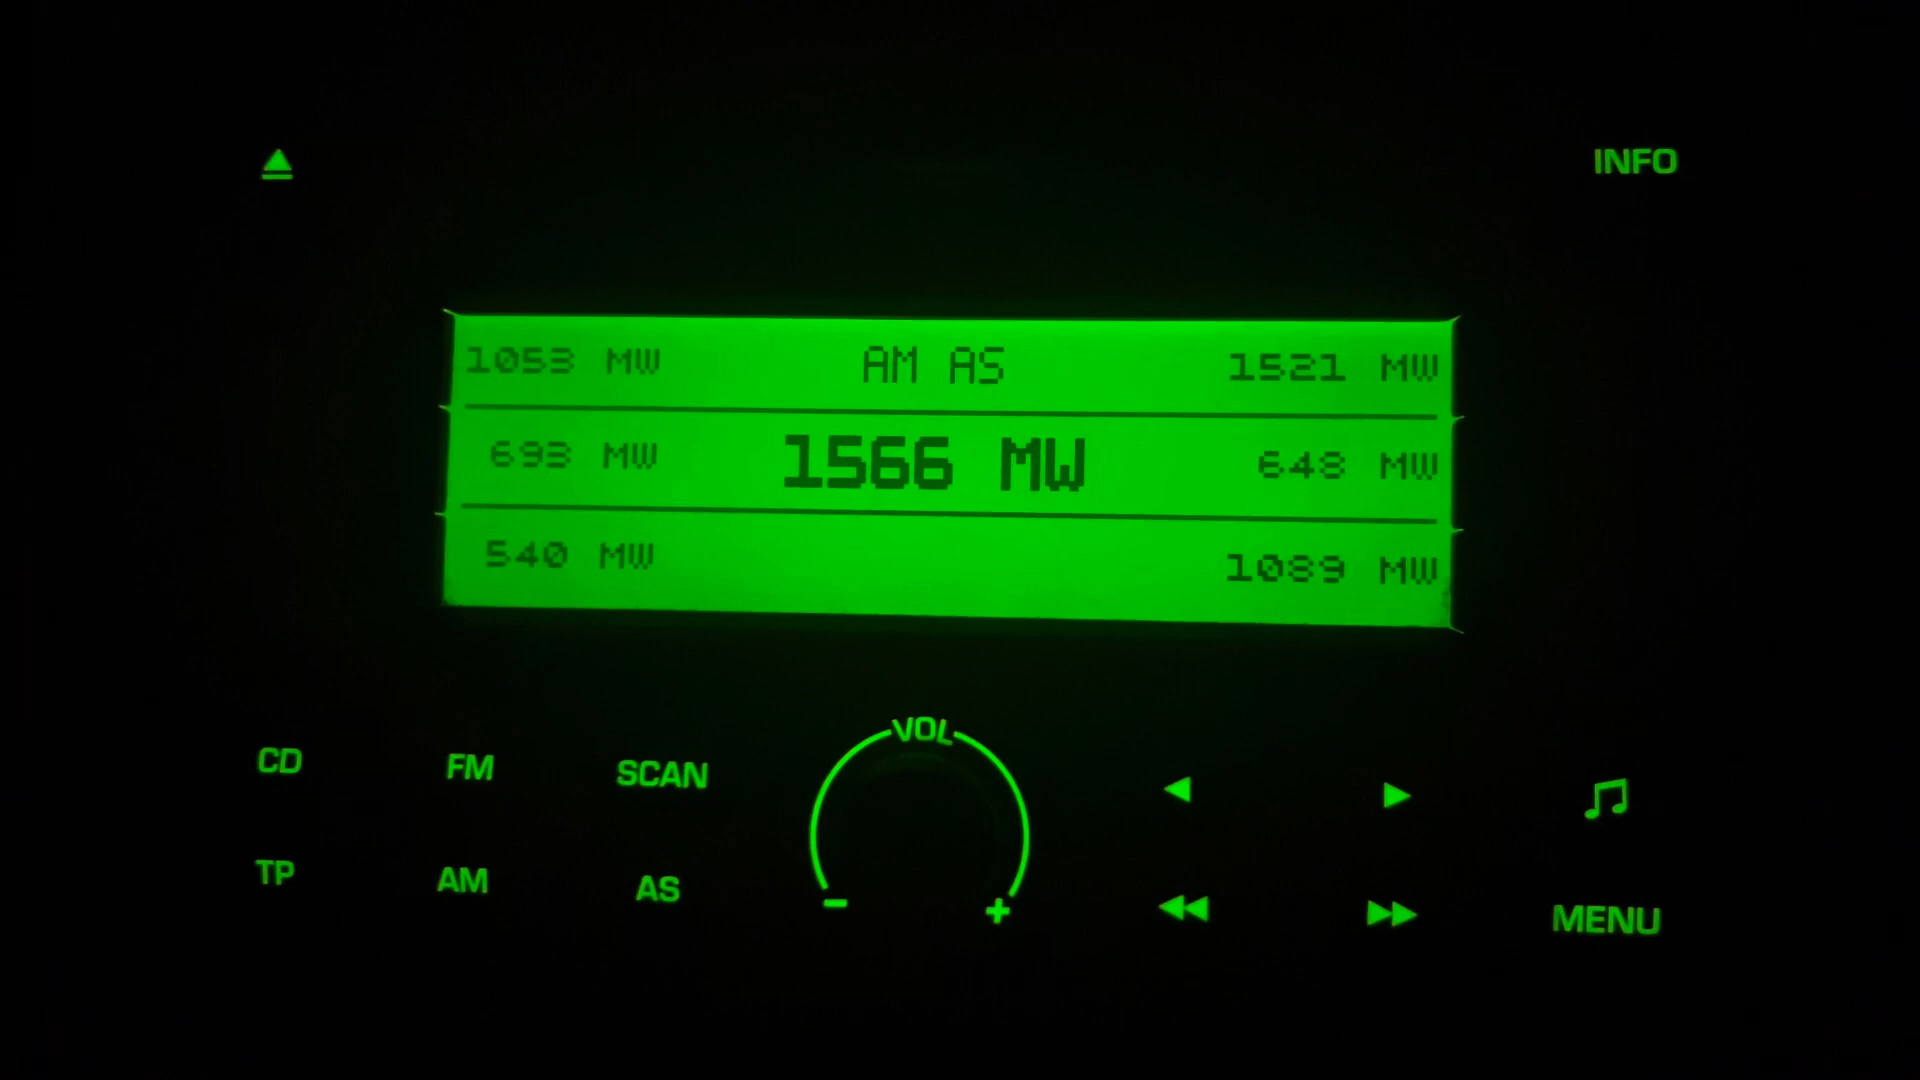 INFO
1053 MW AM AS 1521 MW
693 MW 1566 MW 648 MW
540 MW 1089 MW
VOL
CD FM SCAN
TP AM AS
- +
MENU